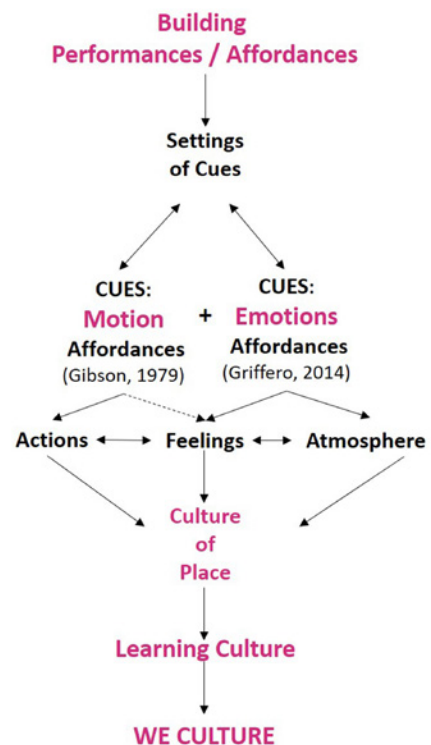 Building
Performances / Affordances
Settings
of Cues
CUES:
Motion
Affordances
(Gibson, 1979)
+
CUES:
Emotions
Affordances
(Griffero, 2014)
Actions
Feelings
Atmosphere
Culture
of
Place
Learning Culture
WE CULTURE